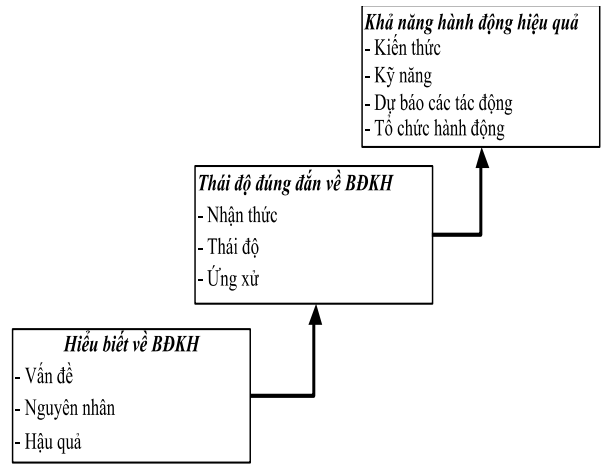 Khả năng hành động hiệu quả
- Kiến thức
- Kỹ năng
- Dự báo các tác động
- Tổ chức hành động
Thái độ đúng đắn về BĐKH
- Nhận thức
- Thái độ
- Ứng xử
Hiểu biết về BĐKH
- Vấn đề
- Nguyên nhân
- Hậu quả